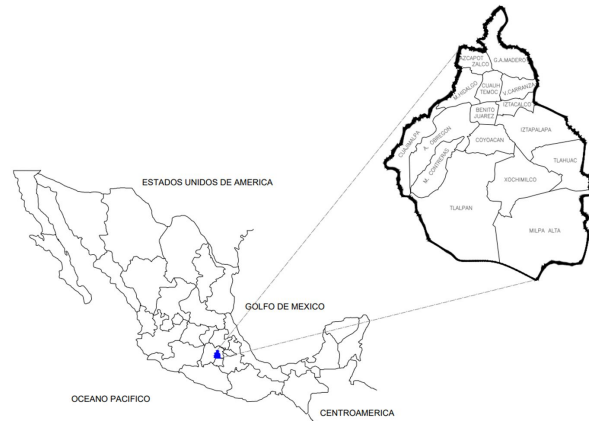 AZCAPOT
ZALCO
G.A.MADERO
M.HIDALGO
CUAUH
TEMOC
V.CARRANZA
BENITO
JUAREZ
IZTACALCO
CUAJIMALPA
A. OBREGON
M. CONTRERAS
COYOACAN
IZTAPALAPA
TLAHUAC
XOCHIMILCO
TLALPAN
MILPA ALTA
ESTADOS UNIDOS DE AMERICA
GOLFO DE MEXICO
OCEANO PACIFICO
CENTROAMERICA